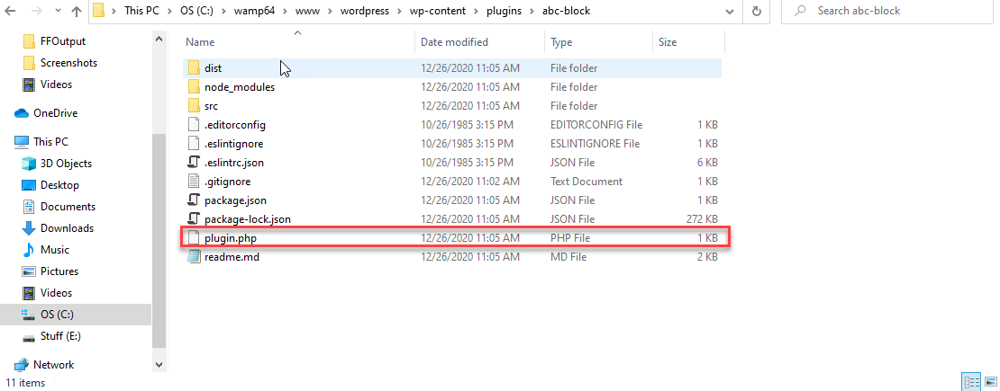 This PC > OS (C:) > wamp64 > www > wordpress > wp-content > plugins > abc-block
Search abc-block
FFOutput
Screenshots
Videos
OneDrive
This PC
3D Objects
Desktop
Documents
Downloads
Music
Pictures
Videos
OS (C:)
Stuff (E:)
Network
Name Date modified Type Size
dist 12/26/2020 11:05 AM File folder
node_modules 12/26/2020 11:05 AM File folder
src 12/26/2020 11:05 AM File folder
.editorconfig 10/26/1985 3:15 PM EDITORCONFIG File 1 KB
.eslintignore 10/26/1985 3:15 PM ESLINTIGNORE File 1 KB
.eslintrc.json 10/26/1985 3:15 PM JSON File 6 KB
.gitignore 12/26/2020 11:02 AM Text Document 1 KB
package.json 12/26/2020 11:05 AM JSON File 1 KB
package-lock.json 12/26/2020 11:05 AM JSON File 272 KB
plugin.php 12/26/2020 11:05 AM PHP File 1 KB
readme.md 12/26/2020 11:05 AM MD File 2 KB
11 items